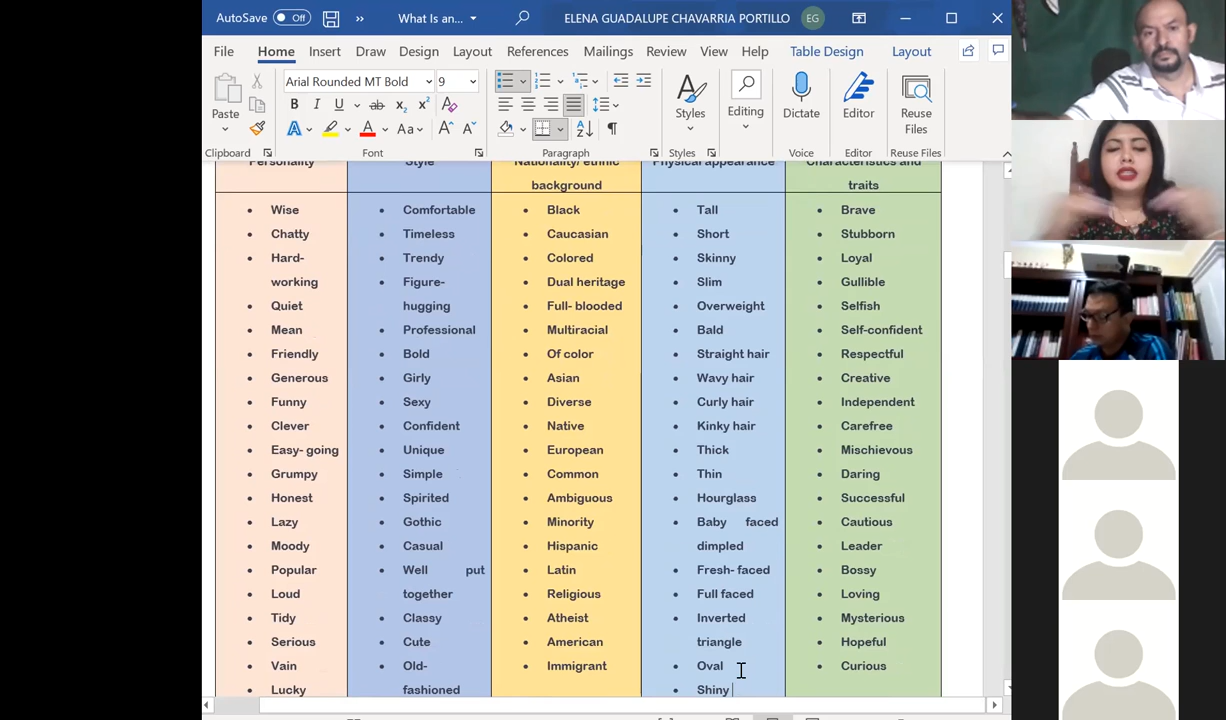 AutoSave Off What Is an... ELENA GUADALUPE CHAVARRIA PORTILLO EG
File Home Insert Draw Design Layout References Mailings Review View Help Table Design Layout
Arial Rounded MT Bold 9
Paste
B I U ab x₂ x² A
A A Aa A A
Styles Editing Dictate Editor Reuse Files
Clipboard Font Paragraph Styles Voice Editor Reuse Files
Personality
Wise
Chatty
Hard-
working
Quiet
Mean
Friendly
Generous
Funny
Clever
Easy- going
Grumpy
Honest
Lazy
Moody
Popular
Loud
Tidy
Serious
Vain
Lucky
Style
Comfortable
Timeless
Trendy
Figure-
hugging
Professional
Bold
Girly
Sexy
Confident
Unique
Simple
Spirited
Gothic
Casual
Well put
together
Classy
Cute
Old-
fashioned
Nationality/ ethnic
background
Black
Caucasian
Colored
Dual heritage
Full- blooded
Multiracial
Of color
Asian
Diverse
Native
European
Common
Ambiguous
Minority
Hispanic
Latin
Religious
Atheist
American
Immigrant
Physical appearance
Tall
Short
Skinny
Slim
Overweight
Bald
Straight hair
Wavy hair
Curly hair
Kinky hair
Thick
Thin
Hourglass
Baby faced
dimpled
Fresh- faced
Full faced
Inverted
triangle
Oval
Shiny
Characteristics and
traits
Brave
Stubborn
Loyal
Gullible
Selfish
Self-confident
Respectful
Creative
Independent
Carefree
Mischievous
Daring
Successful
Cautious
Leader
Bossy
Loving
Mysterious
Hopeful
Curious